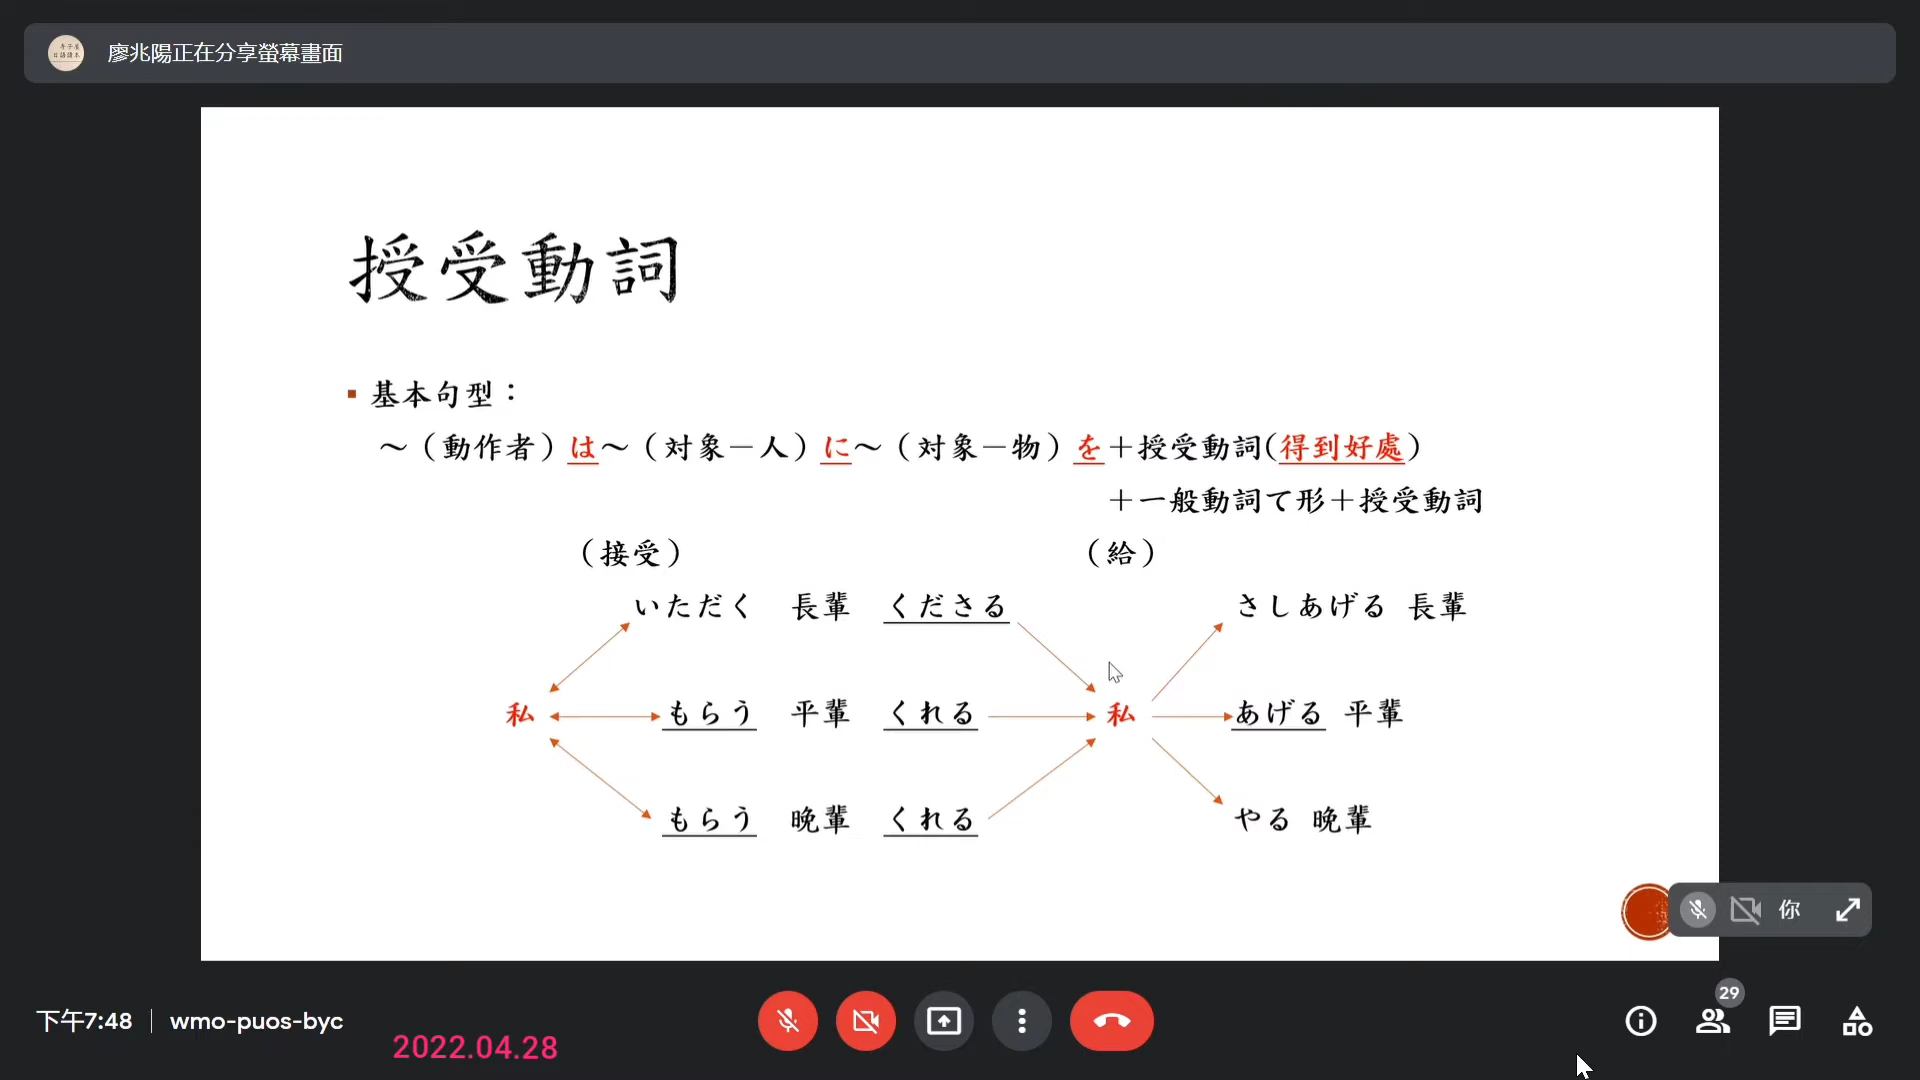 廖兆陽正在分享螢幕畫面
授受動詞
基本句型：
～（動作者）は～（対象－人）に～（対象－物）を＋授受動詞(得到好處)
＋一般動詞て形＋授受動詞
（接受）　（給）
いただく 長輩 くださる　さしあげる 長輩
私 もらう 平輩 くれる 私 あげる 平輩
もらう 晩輩 くれる　やる 晩輩
你
29
下午7:48 wmo-puos-byc
2022.04.28